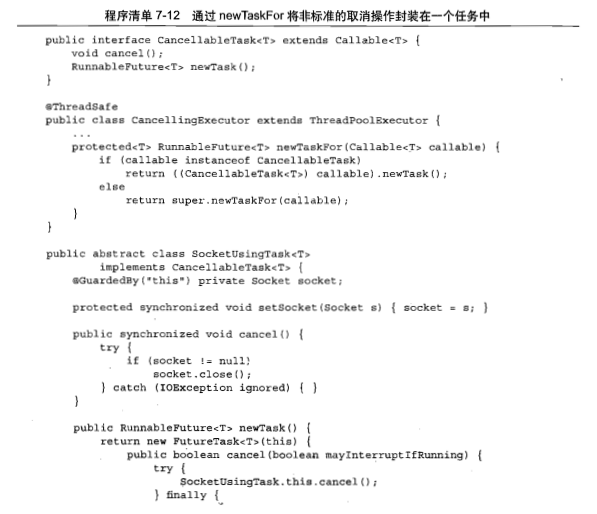 程序清单 7-12 通过 newTaskFor 将非标准的取消操作封装在一个任务中
public interface CancellableTask<T> extends Callable<T> {
    void cancel();
    RunnableFuture<T> newTask();
}
@ThreadSafe
public class CancellingExecutor extends ThreadPoolExecutor {
    ...
    protected<T> RunnableFuture<T> newTaskFor(Callable<T> callable) {
        if (callable instanceof CancellableTask)
            return ((CancellableTask<T>) callable).newTask();
        else
            return super.newTaskFor(callable);
    }
}
public abstract class SocketUsingTask<T>
        implements CancellableTask<T> {
    @GuardedBy("this") private Socket socket;
    protected synchronized void setSocket(Socket s) { socket = s; }
    public synchronized void cancel() {
        try {
            if (socket != null)
                socket.close();
        } catch (IOException ignored) { }
    }
    public RunnableFuture<T> newTask() {
        return new FutureTask<T>(this) {
            public boolean cancel(boolean mayInterruptIfRunning) {
                try {
                    SocketUsingTask.this.cancel();
                } finally {